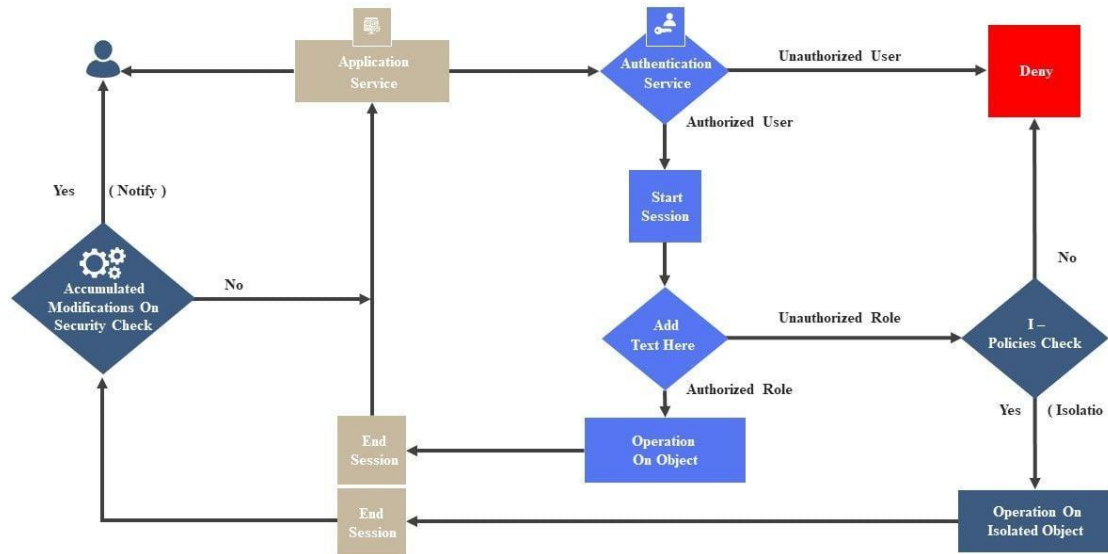 Application
Service
Authentication
Service
Unauthorized User
Deny
Authorized User
Start
Session
Yes
( Notify )
Accumulated
Modifications On
Security Check
No
Add
Text Here
Unauthorized Role
No
I –
Policies Check
Authorized Role
Yes
( Isolatio
End
Session
Operation
On Object
End
Session
Operation On
Isolated Object